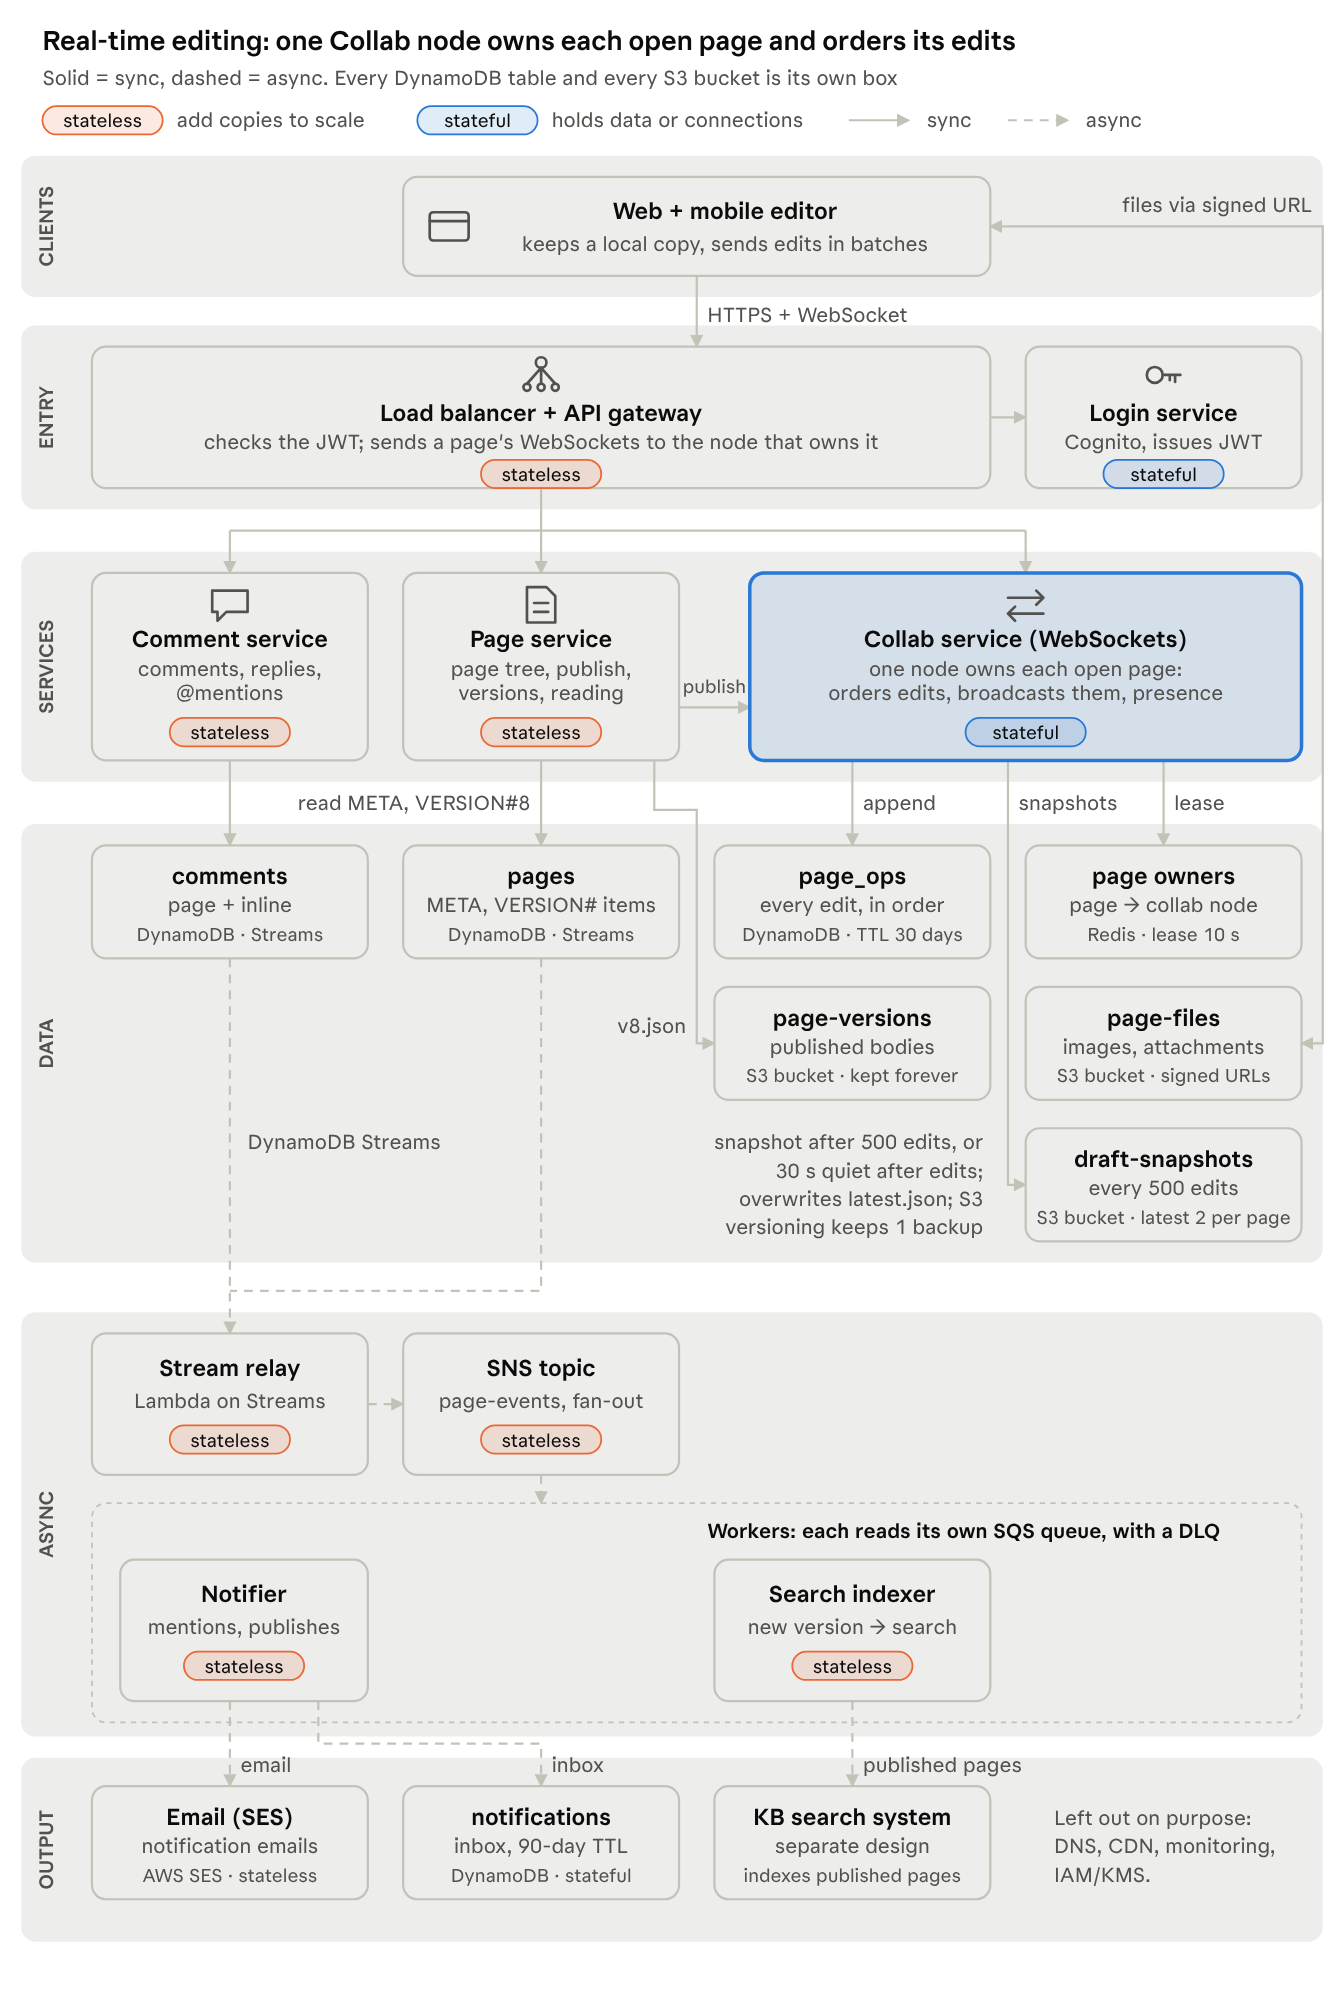 Real-time editing: one Collab node owns each open page and orders its edits
Solid = sync, dashed = async. Every DynamoDB table and every S3 bucket is its own box
stateless add copies to scale stateful holds data or connections sync async
CLIENTS
Web + mobile editor
keeps a local copy, sends edits in batches
files via signed URL
HTTPS + WebSocket
ENTRY
Load balancer + API gateway
checks the JWT; sends a page's WebSockets to the node that owns it
stateless
Login service
Cognito, issues JWT
stateful
SERVICES
Comment service
comments, replies,
@mentions
stateless
Page service
page tree, publish,
versions, reading
stateless
publish
Collab service (WebSockets)
one node owns each open page:
orders edits, broadcasts them, presence
stateful
read META, VERSION#8
append
snapshots
lease
DATA
comments
page + inline
DynamoDB · Streams
pages
META, VERSION# items
DynamoDB · Streams
page_ops
every edit, in order
DynamoDB · TTL 30 days
page owners
page → collab node
Redis · lease 10 s
v8.json
page-versions
published bodies
S3 bucket · kept forever
page-files
images, attachments
S3 bucket · signed URLs
DynamoDB Streams
snapshot after 500 edits, or
30 s quiet after edits;
overwrites latest.json; S3
versioning keeps 1 backup
draft-snapshots
every 500 edits
S3 bucket · latest 2 per page
ASYNC
Stream relay
Lambda on Streams
stateless
SNS topic
page-events, fan-out
stateless
Workers: each reads its own SQS queue, with a DLQ
Notifier
mentions, publishes
stateless
Search indexer
new version → search
stateless
email
inbox
published pages
OUTPUT
Email (SES)
notification emails
AWS SES · stateless
notifications
inbox, 90-day TTL
DynamoDB · stateful
KB search system
separate design
indexes published pages
Left out on purpose:
DNS, CDN, monitoring,
IAM/KMS.